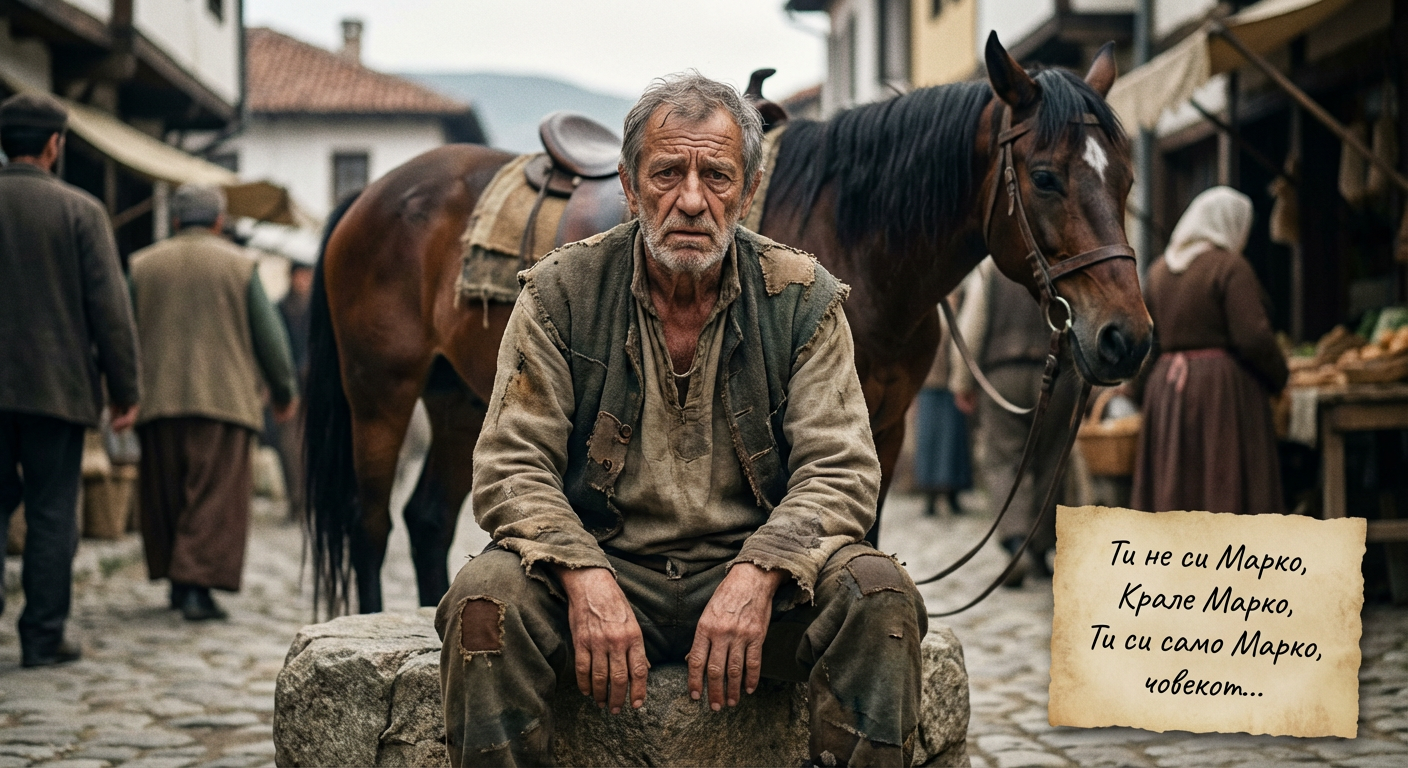 Ти не си Марко,
Крале Марко,
Ти си само Марко,
човекот...